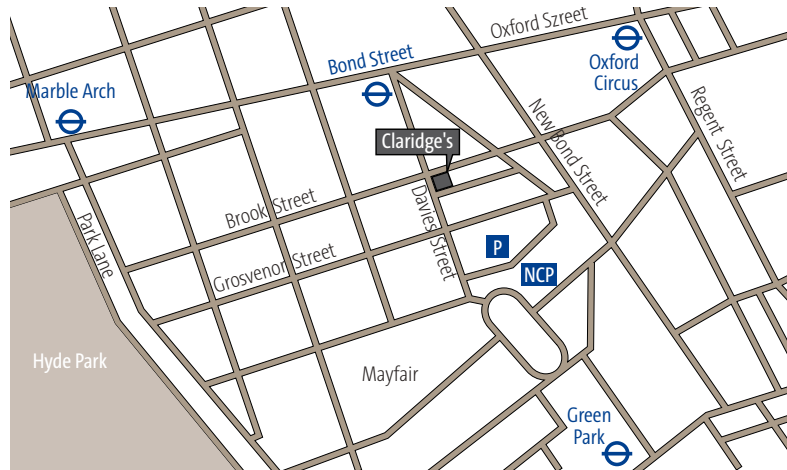 Oxford Szreet
Bond Street
Oxford
Circus
Marble Arch
Regent Street
New Bond Street
Claridge's
Brook Street
Davies Street
Park Lane
Grosvenor Street
P
NCP
Hyde Park
Mayfair
Green
Park